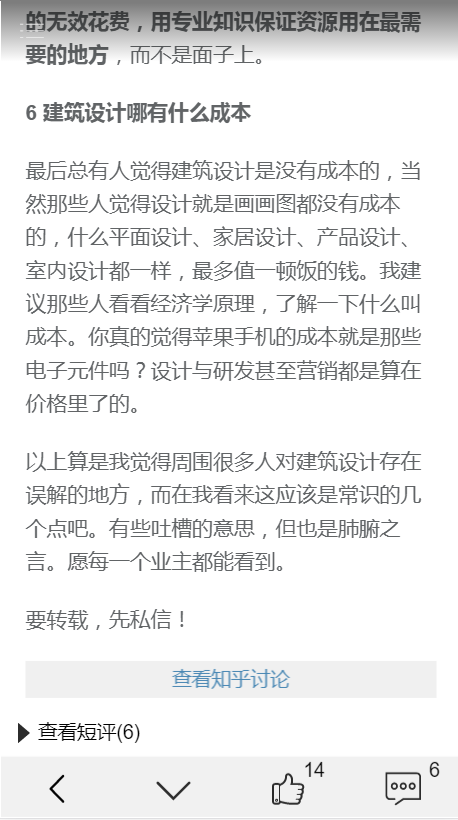 的无效花费，用专业知识保证资源用在最需
要的地方，而不是面子上。
6 建筑设计哪有什么成本
最后总有人觉得建筑设计是没有成本的，当
然那些人觉得设计就是画画图都没有成本
的，什么平面设计、家居设计、产品设计、
室内设计都一样，最多值一顿饭的钱。我建
议那些人看看经济学原理，了解一下什么叫
成本。你真的觉得苹果手机的成本就是那些
电子元件吗？设计与研发甚至营销都是算在
价格里了的。
以上算是我觉得周围很多人对建筑设计存在
误解的地方，而在我看来这应该是常识的几
个点吧。有些吐槽的意思，但也是肺腑之
言。愿每一个业主都能看到。
要转载，先私信！
查看知乎讨论
查看短评(6)
14
6